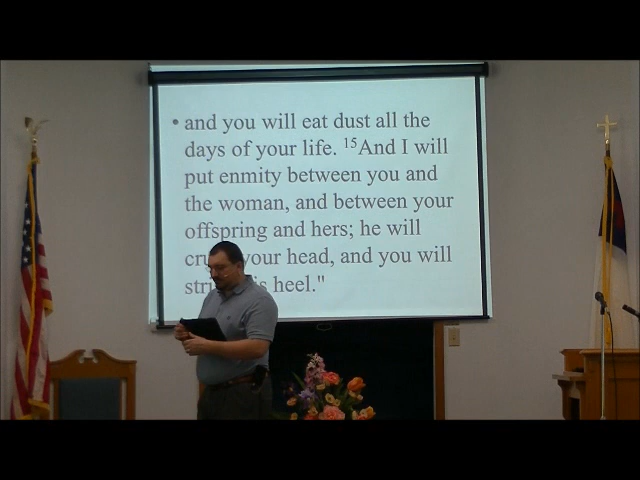 • and you will eat dust all the
days of your life. ¹⁵And I will
put enmity between you and
the woman, and between your
offspring and hers; he will
your head, and you will
heel."